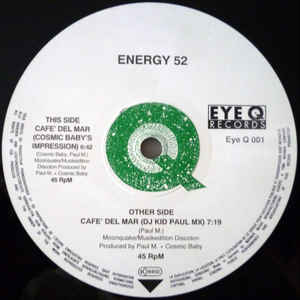 ENERGY 52
THIS SIDE
CAFE' DEL MAR
(COSMIC BABY'S
IMPRESSION) 6:42
Cosmic Baby, Paul M.)
Moonquake/Musikedition
Discoton Produced by
Paul M. + Cosmic Baby
45 RpM
EYE Q
RECORDS
Eye Q 001
Q
OTHER SIDE
CAFE' DEL MAR (DJ KID PAUL MX) 7:19
(Paul M.)
Moonquake/Musikedition Discoton
Produced by Paul M. + Cosmic Baby
45 RpM